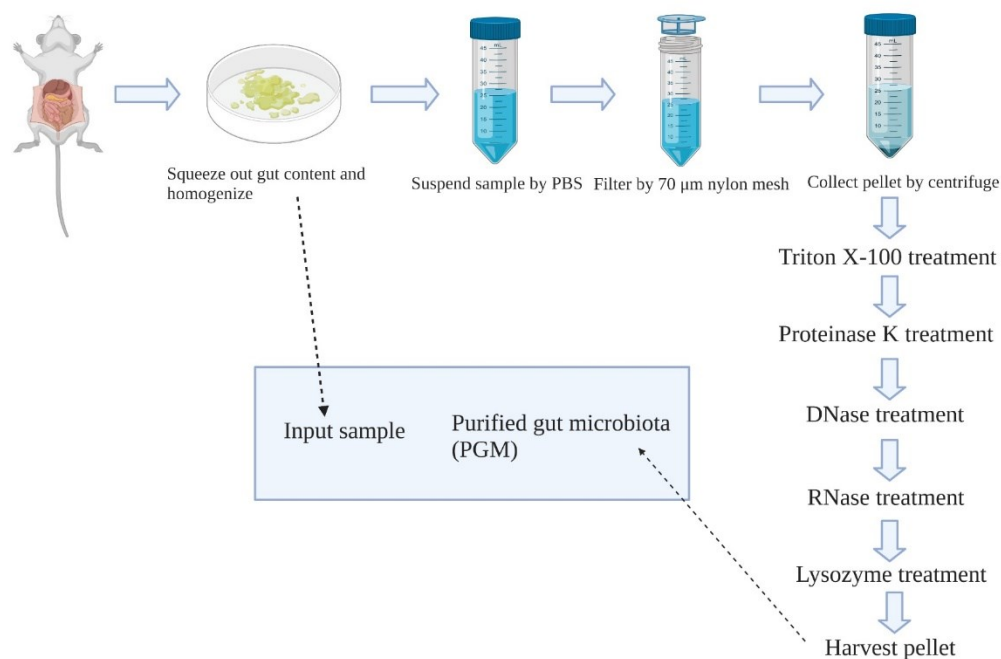 Squeeze out gut content and
homogenize
Suspend sample by PBS
Filter by 70 μm nylon mesh
Collect pellet by centrifuge
Triton X-100 treatment
Proteinase K treatment
DNase treatment
RNase treatment
Lysozyme treatment
Harvest pellet
Input sample
Purified gut microbiota
(PGM)